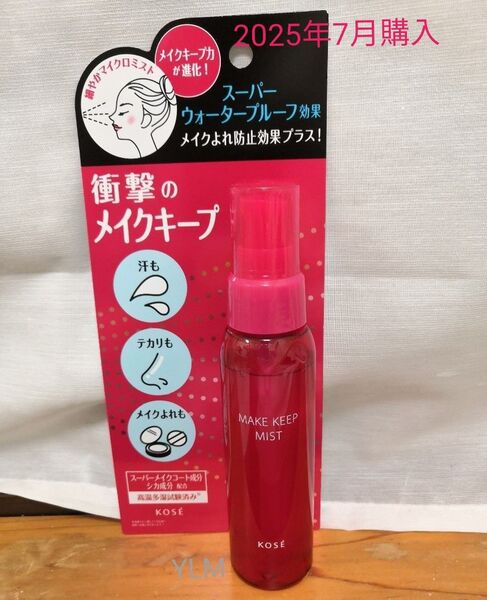 2025年7月購入
メイクキープ力
が進化!
細やかマイクロミスト
スーパー
ウォータープルーフ効果
メイクよれ防止効果プラス!
衝撃の
メイクキープ
汗も
テカリも
メイクよれも
スーパーメイクコート成分
シカ成分 配合
高温多湿試験済み
KOSÉ
MAKE KEEP
MIST
KOSÉ
YLM